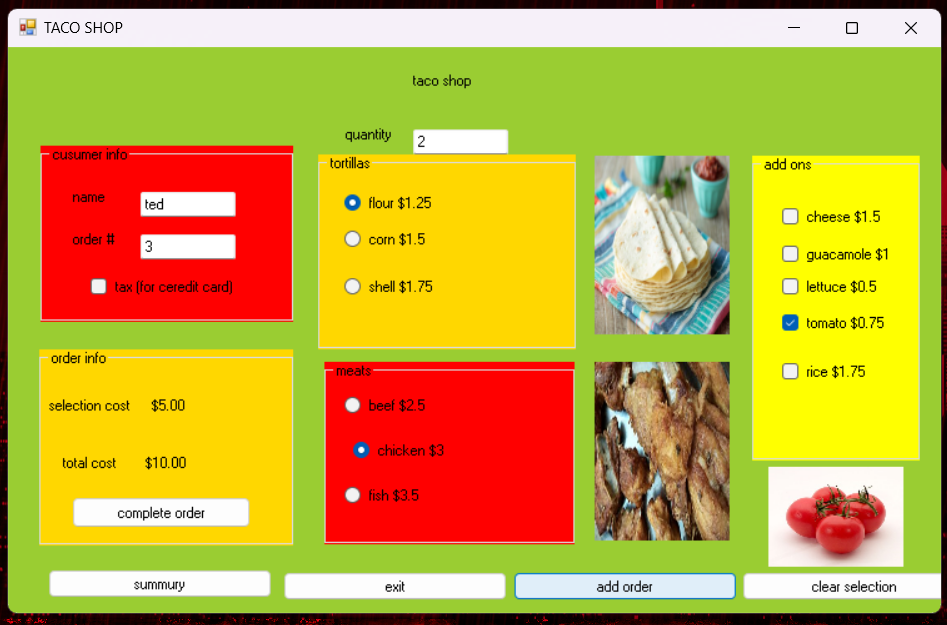 TACO SHOP
taco shop
quantity 2
cusumer info
name ted
order # 3
tax (for ceredit card)
tortillas
flour $1.25
corn $1.5
shell $1.75
add ons
cheese $1.5
guacamole $1
lettuce $0.5
tomato $0.75
rice $1.75
order info
selection cost $5.00
total cost $10.00
complete order
meats
beef $2.5
chicken $3
fish $3.5
summury
exit
add order
clear selection